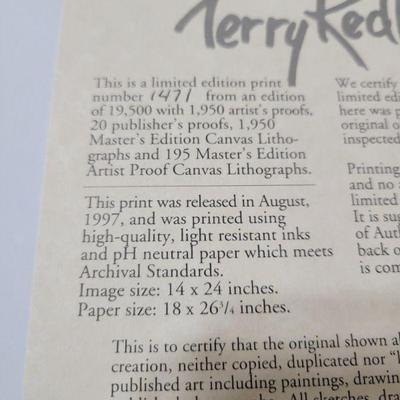 Terry
This is a limited edition print
number 1471 from an edition
of 19,500 with 1,950 artist's proofs,
20 publisher's proofs, 1,950
Master's Edition Canvas Litho-
graphs and 195 Master's Edition
Artist Proof Canvas Lithographs.
This print was released in August,
1997, and was printed using
high-quality, light resistant inks
and pH neutral paper which meets
Archival Standards.
Image size: 14 x 24 inches.
Paper size: 18 x 26 3/4 inches.
We certify
limited edi
here was p
original o
inspected
Printing
and no a
limited
It is sug
of Auth
back o
is com
This is to certify that the original shown a
creation, neither copied, duplicated nor "l
published art including paintings, drawin